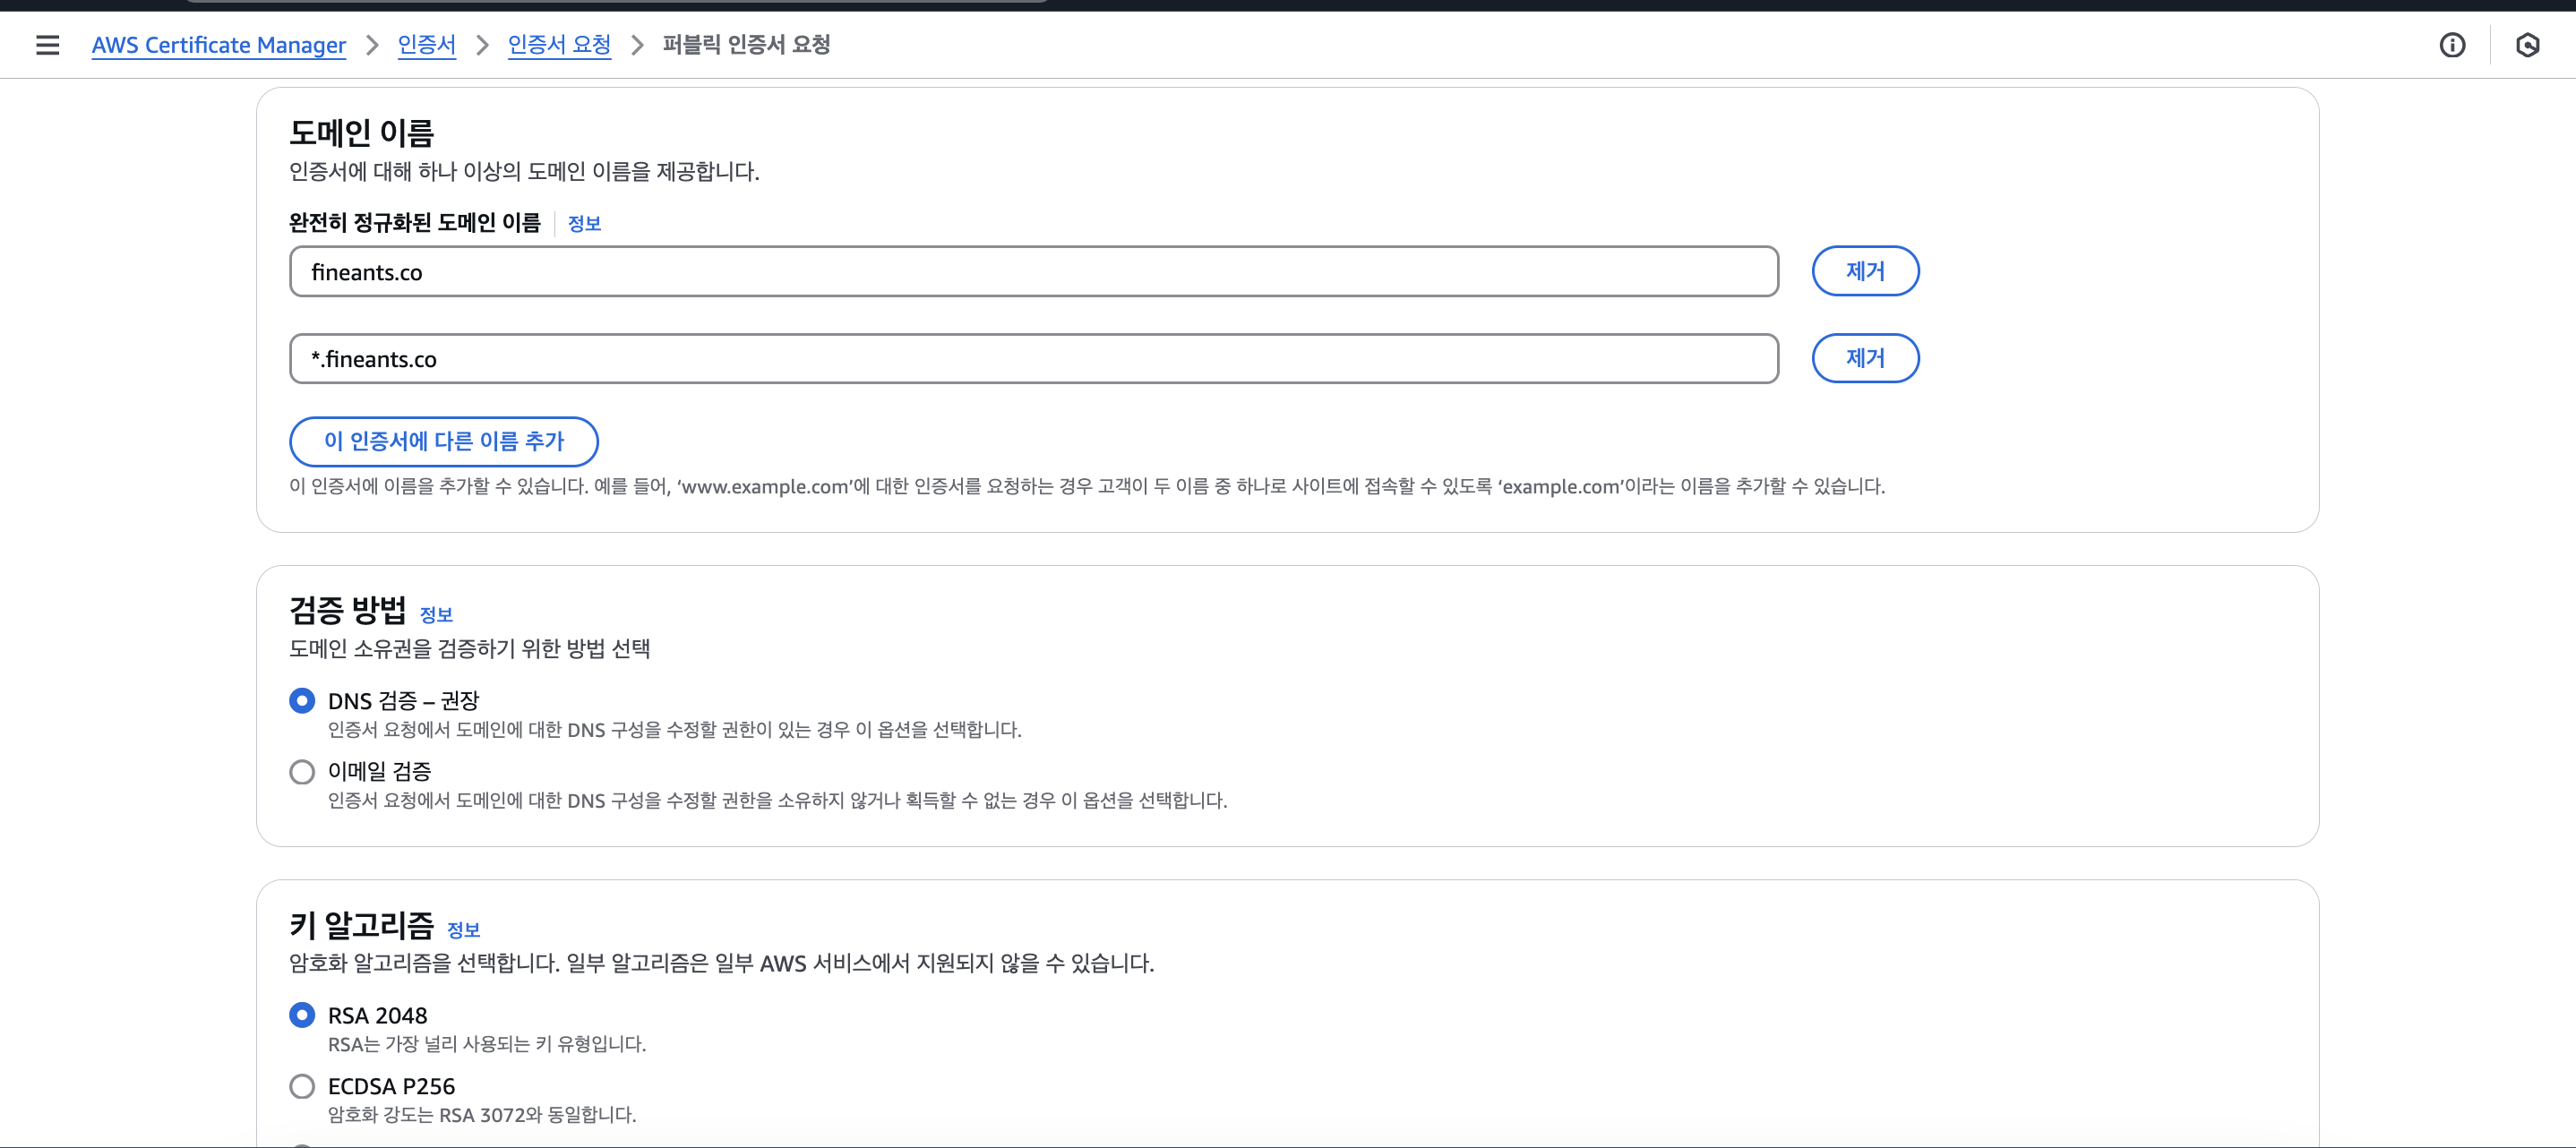 AWS Certificate Manager > 인증서 > 인증서 요청 > 퍼블릭 인증서 요청
도메인 이름
인증서에 대해 하나 이상의 도메인 이름을 제공합니다.
완전히 정규화된 도메인 이름 정보
fineants.co 제거
*.fineants.co 제거
이 인증서에 다른 이름 추가
이 인증서에 이름을 추가할 수 있습니다. 예를 들어, ‘www.example.com’에 대한 인증서를 요청하는 경우 고객이 두 이름 중 하나로 사이트에 접속할 수 있도록 ‘example.com’이라는 이름을 추가할 수 있습니다.
검증 방법 정보
도메인 소유권을 검증하기 위한 방법 선택
DNS 검증 – 권장
인증서 요청에서 도메인에 대한 DNS 구성을 수정할 권한이 있는 경우 이 옵션을 선택합니다.
이메일 검증
인증서 요청에서 도메인에 대한 DNS 구성을 수정할 권한을 소유하지 않거나 획득할 수 없는 경우 이 옵션을 선택합니다.
키 알고리즘 정보
암호화 알고리즘을 선택합니다. 일부 알고리즘은 일부 AWS 서비스에서 지원되지 않을 수 있습니다.
RSA 2048
RSA는 가장 널리 사용되는 키 유형입니다.
ECDSA P256
암호화 강도는 RSA 3072와 동일합니다.